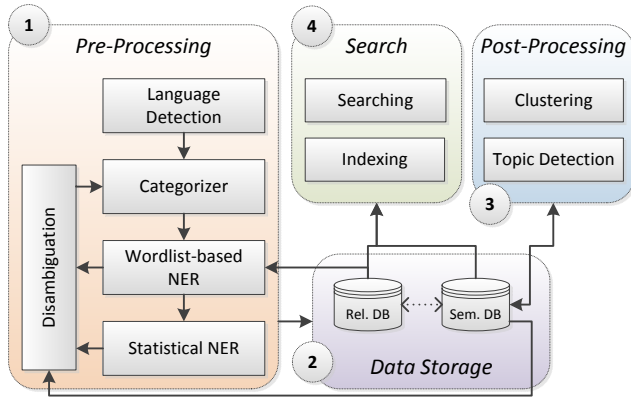 1
Pre-Processing
Language
Detection
Categorizer
Wordlist-based
NER
Statistical NER
Disambiguation
4
Search
Searching
Indexing
Post-Processing
Clustering
Topic Detection
3
Rel. DB
Sem. DB
2
Data Storage